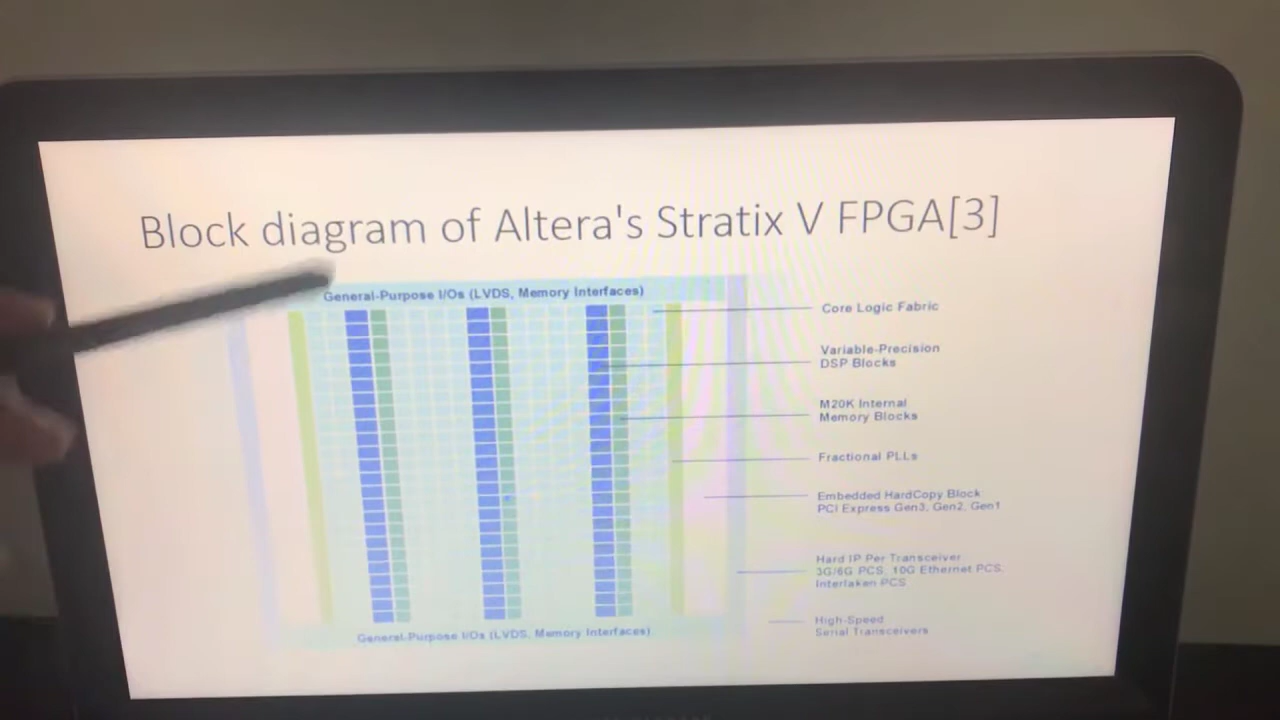 Block diagram of Altera's Stratix V FPGA[3]
General-Purpose I/Os (LVDS, Memory Interfaces)
Core Logic Fabric
Variable-Precision
DSP Blocks
M20K Internal
Memory Blocks
Fractional PLLs
Embedded HardCopy Block
PCI Express Gen3, Gen2, Gen1
Hard IP Per Transceiver
3G/6G PCS, 10G Ethernet PCS,
Interlaken PCS
High-Speed
Serial Transceivers
General-Purpose I/Os (LVDS, Memory Interfaces)